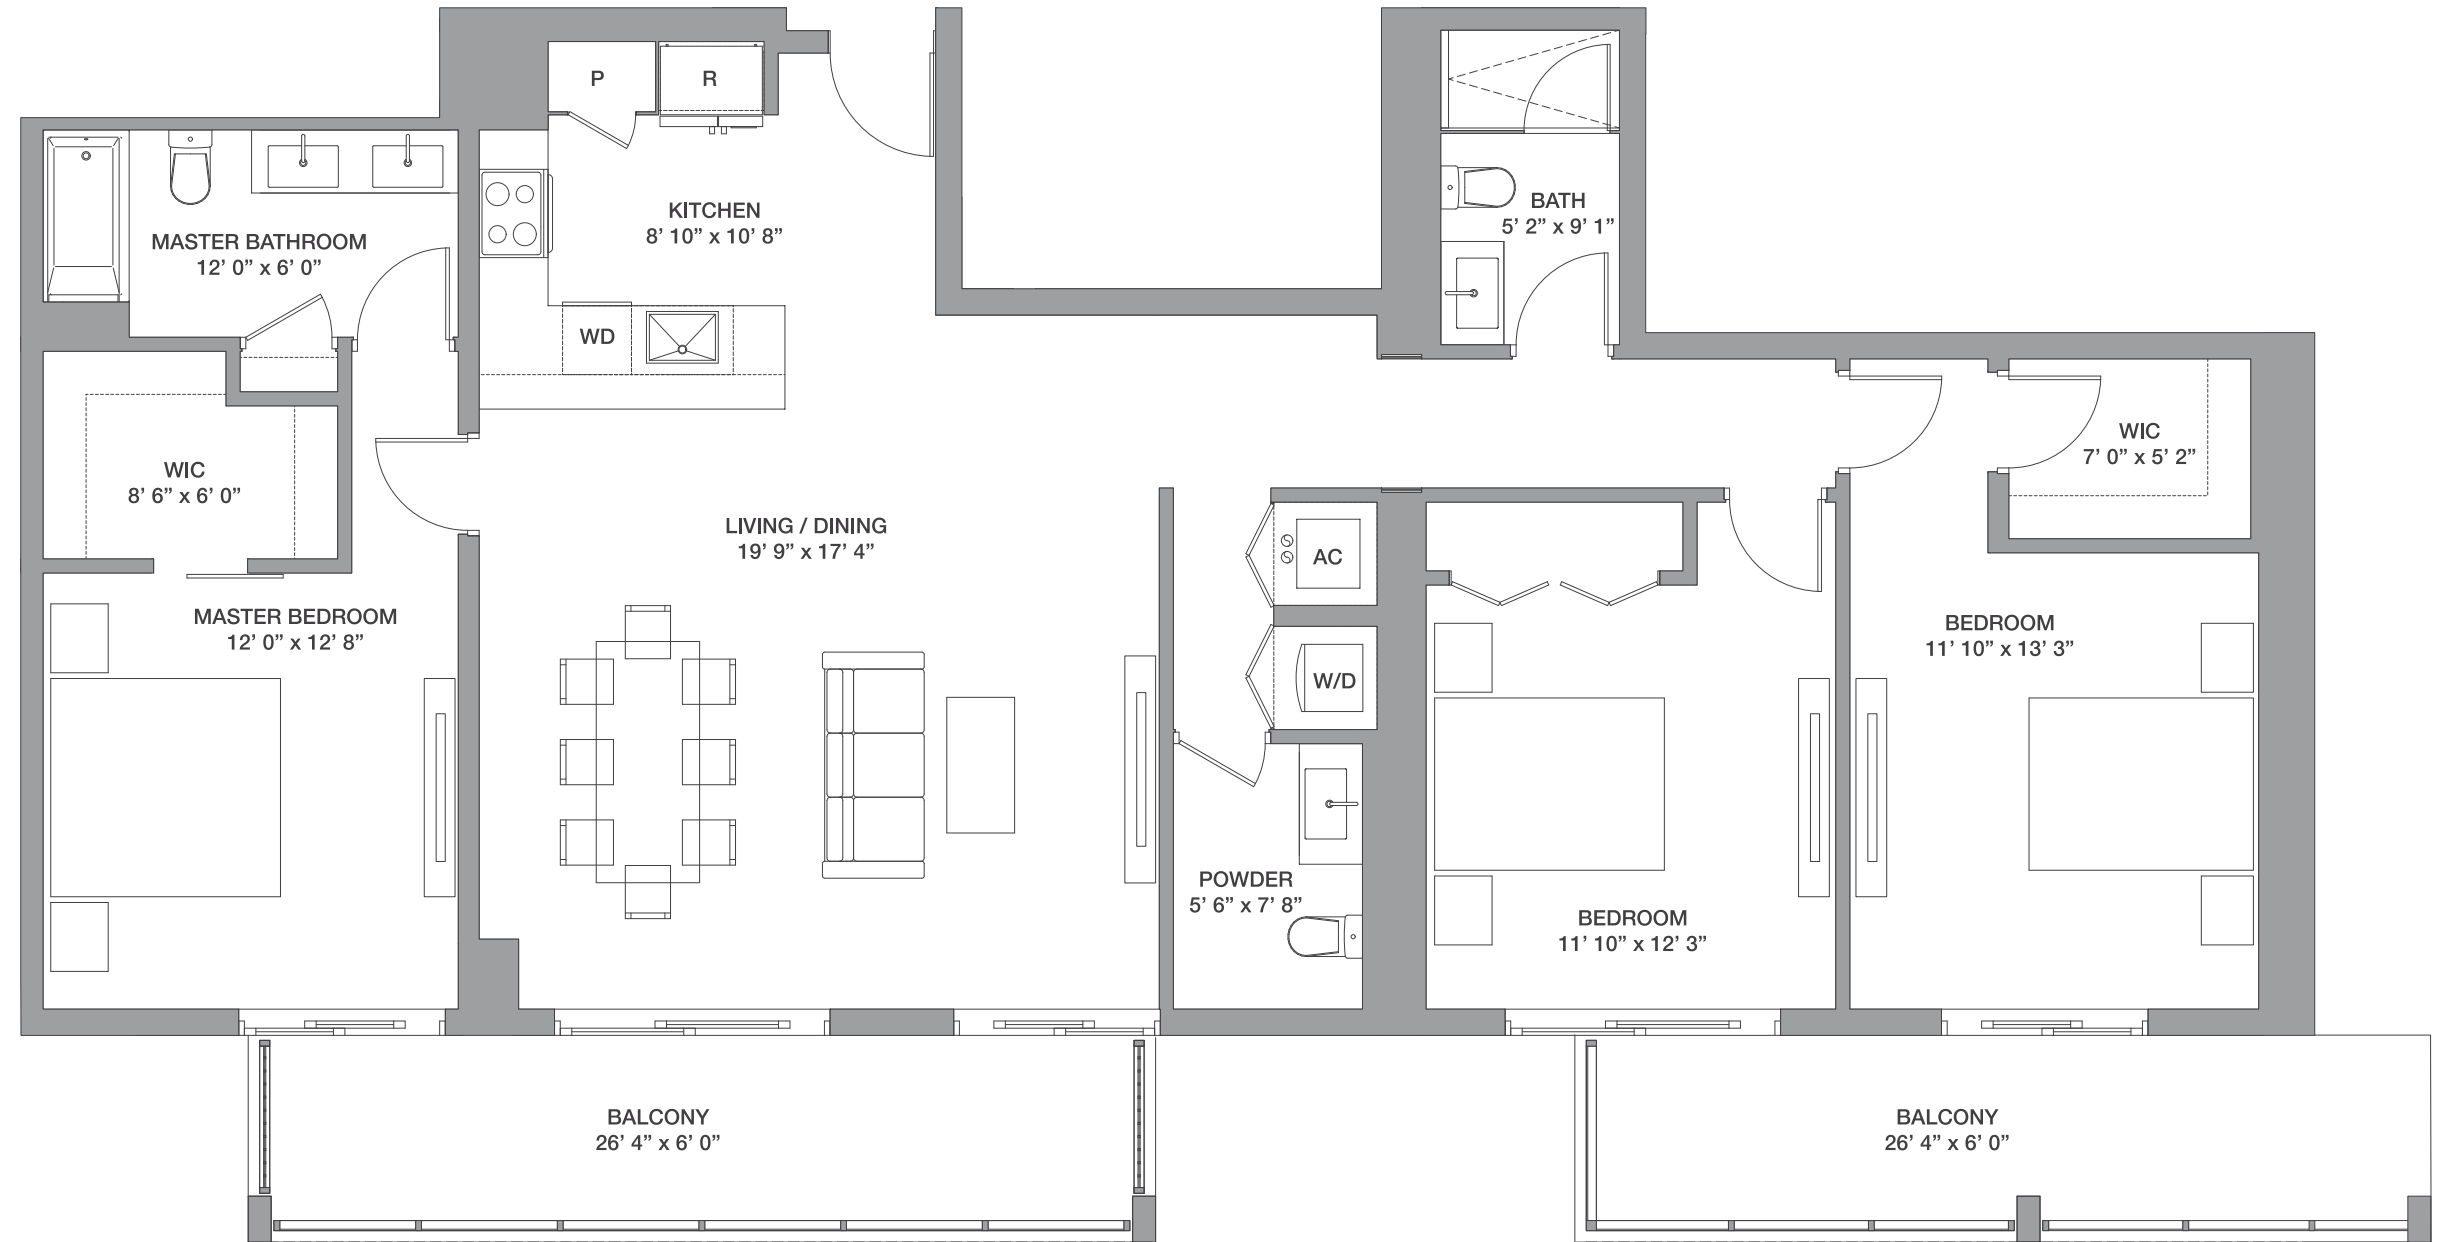 P
R
KITCHEN
8’ 10” x 10’ 8”
BATH
5’ 2” x 9’ 1”
MASTER BATHROOM
12’ 0” x 6’ 0”
WD
WIC
7’ 0” x 5’ 2”
WIC
8’ 6” x 6’ 0”
LIVING / DINING
19’ 9” x 17’ 4”
AC
MASTER BEDROOM
12’ 0” x 12’ 8”
BEDROOM
11’ 10” x 13’ 3”
W/D
POWDER
5’ 6” x 7’ 8”
BEDROOM
11’ 10” x 12’ 3”
BALCONY
26’ 4” x 6’ 0”
BALCONY
26’ 4” x 6’ 0”